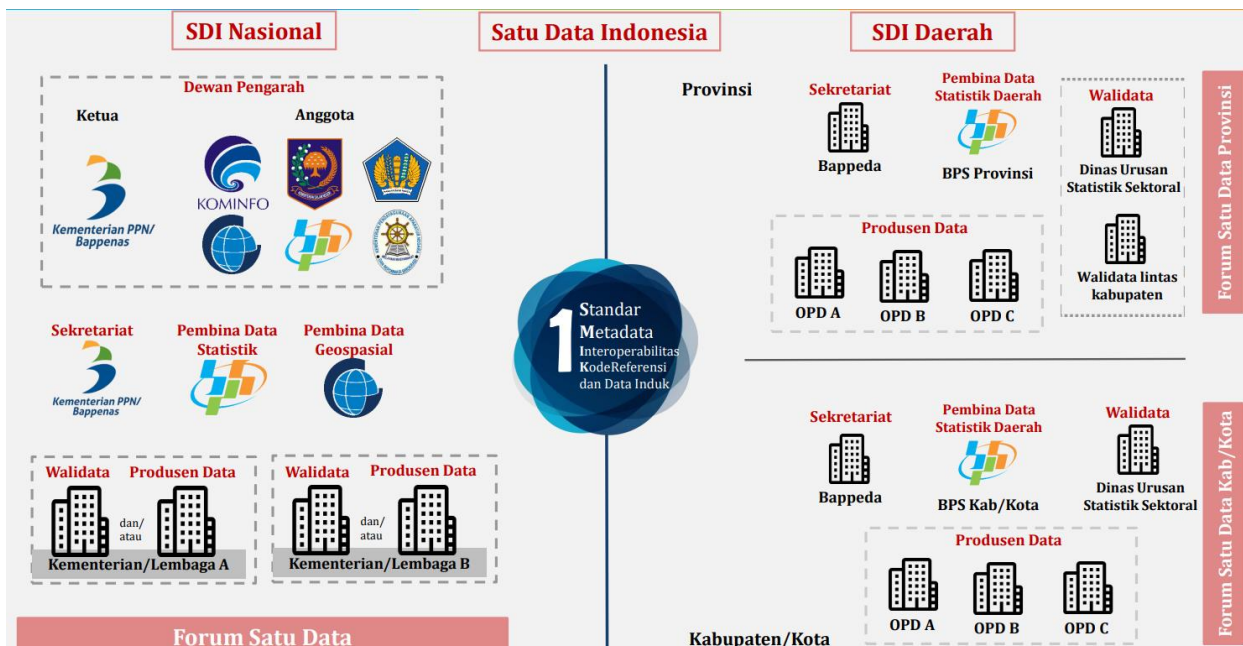 SDI Nasional
Satu Data Indonesia
SDI Daerah
Dewan Pengarah
Ketua
Anggota
Kementerian PPN/
Bappenas
KOMINFO
Sekretariat
Kementerian PPN/
Bappenas
Pembina Data
Statistik
Pembina Data
Geospasial
Walidata
dan/
atau
Produsen Data
Kementerian/Lembaga A
Walidata
dan/
atau
Produsen Data
Kementerian/Lembaga B
Forum Satu Data
1
Standar
Metadata
Interoperabilitas
KodeReferensi
dan Data Induk
Provinsi
Sekretariat
Bappeda
Pembina Data
Statistik Daerah
BPS Provinsi
Walidata
Dinas Urusan
Statistik Sektoral
Walidata lintas
kabupaten
Produsen Data
OPD A
OPD B
OPD C
Forum Satu Data Provinsi
Sekretariat
Bappeda
Pembina Data
Statistik Daerah
BPS Kab/Kota
Walidata
Dinas Urusan
Statistik Sektoral
Produsen Data
OPD A
OPD B
OPD C
Kabupaten/Kota
Forum Satu Data Kab/Kota